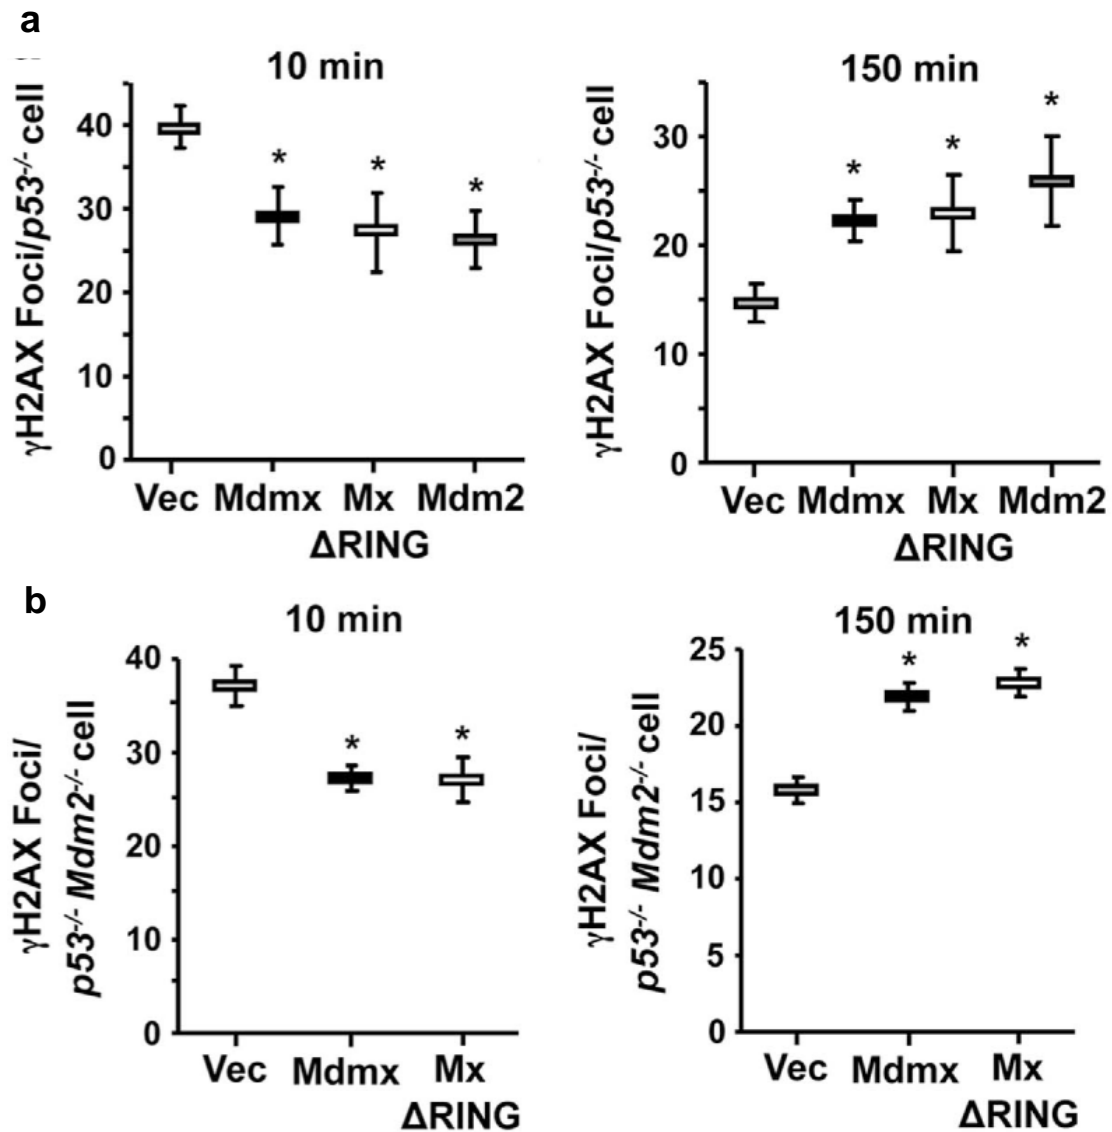 a
10 min
γH2AX Foci/p53-/- cell
40
30
20
10
0
*
*
*
Vec Mdmx Mx Mdm2
ΔRING
150 min
γH2AX Foci/p53-/- cell
30
20
10
0
*
*
*
Vec Mdmx Mx Mdm2
ΔRING
b
10 min
γH2AX Foci/
p53-/- Mdm2-/- cell
40
30
20
10
0
*
*
Vec Mdmx Mx
ΔRING
150 min
γH2AX Foci/
p53-/- Mdm2-/- cell
25
20
15
10
5
0
*
*
Vec Mdmx Mx
ΔRING